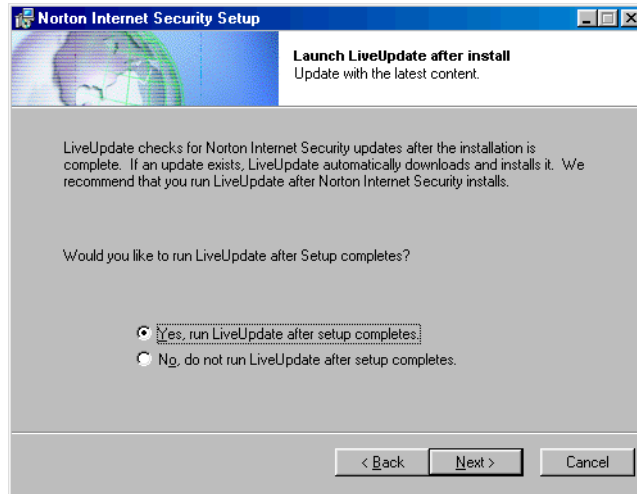 Norton Internet Security Setup
Launch LiveUpdate after install
Update with the latest content.
LiveUpdate checks for Norton Internet Security updates after the installation is
complete. If an update exists, LiveUpdate automatically downloads and installs it. We
recommend that you run LiveUpdate after Norton Internet Security installs.
Would you like to run LiveUpdate after Setup completes?
Yes, run LiveUpdate after setup completes.
No, do not run LiveUpdate after setup completes.
< Back Next > Cancel